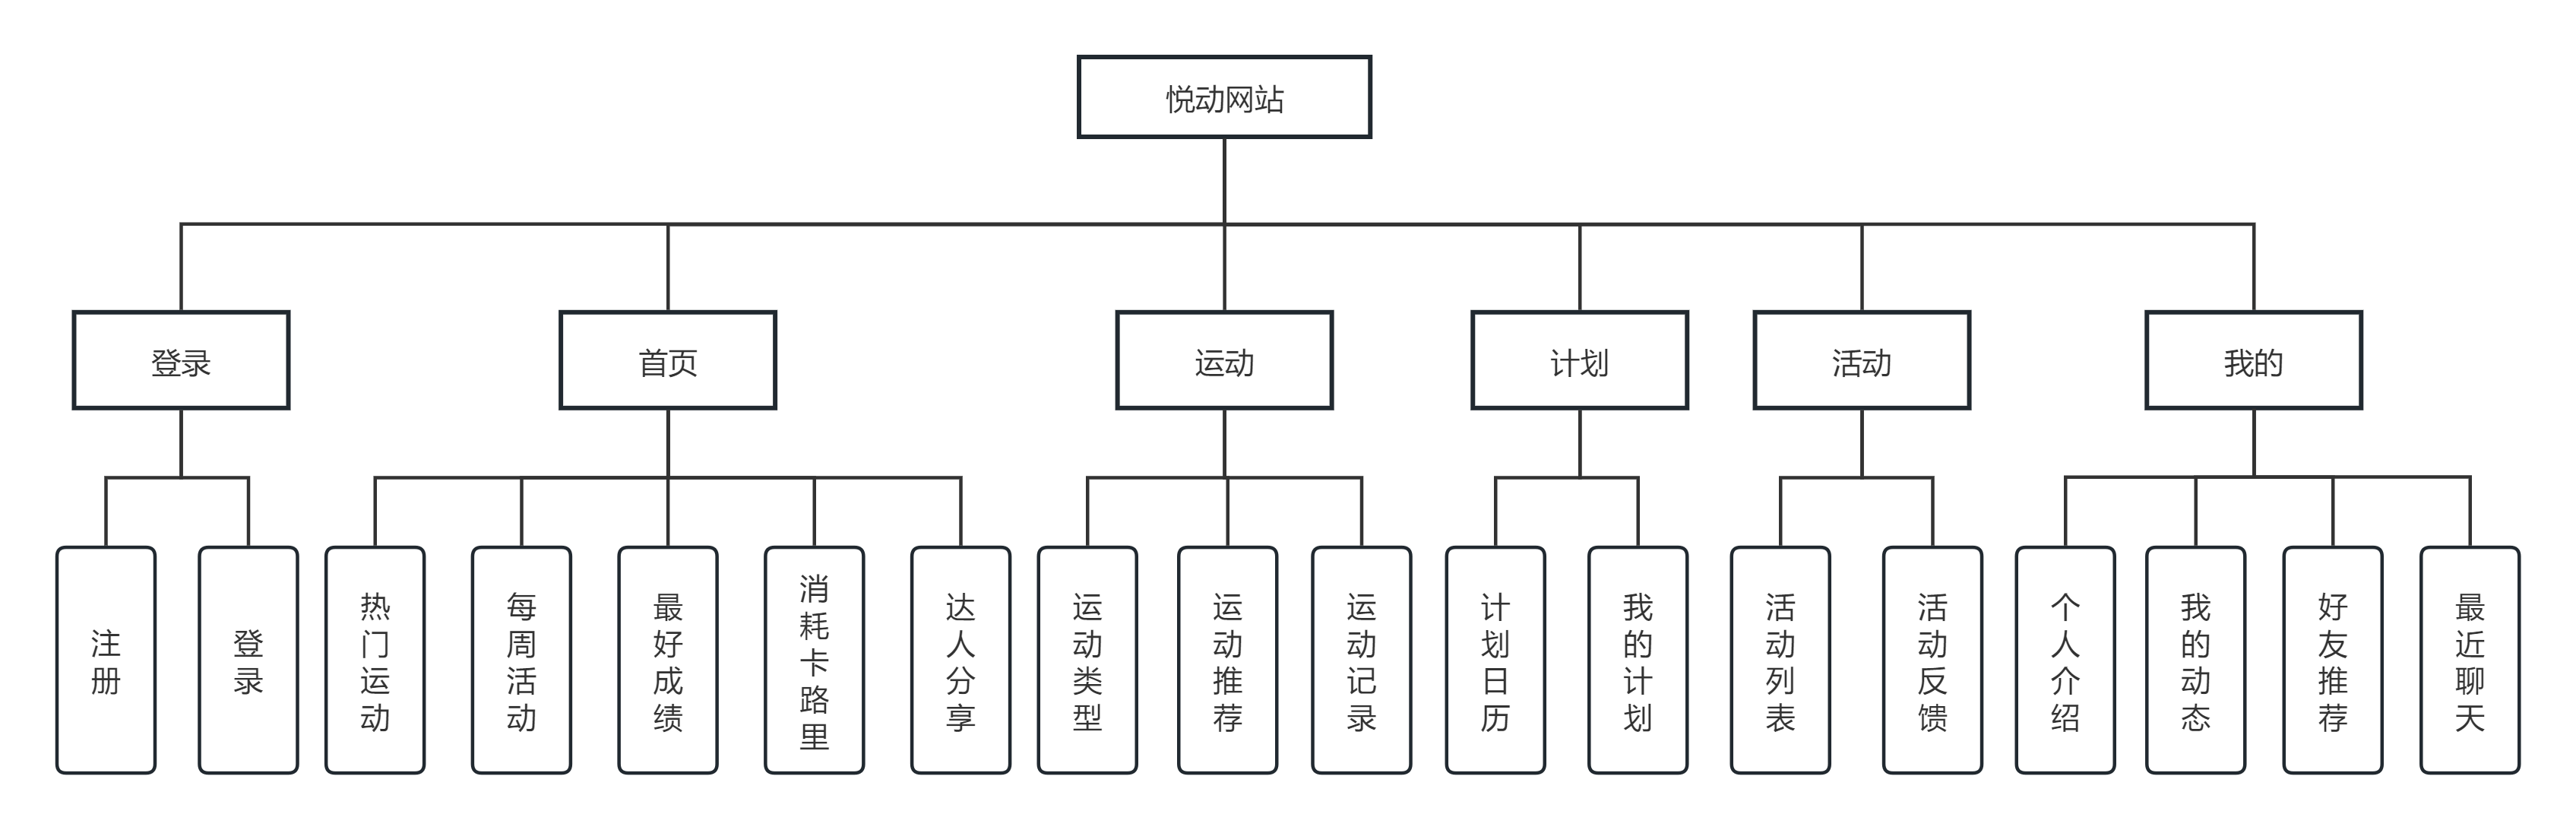 悦动网站
登录
首页
运动
计划
活动
我的
注册
登录
热门运动
每周活动
最好成绩
消耗卡路里
达人分享
运动类型
运动推荐
运动记录
计划日历
我的计划
活动列表
活动反馈
个人介绍
我的动态
好友推荐
最近聊天